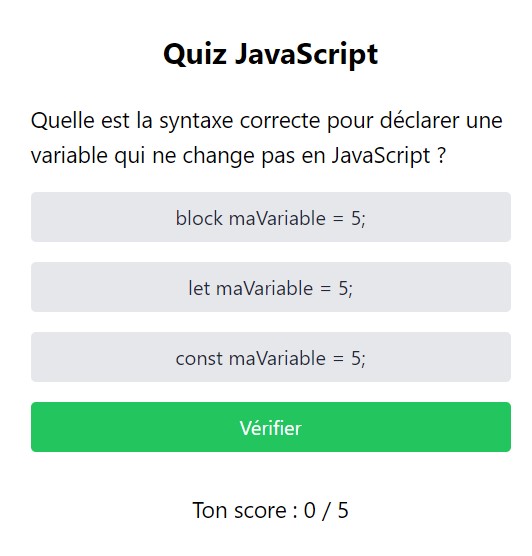 Quiz JavaScript
Quelle est la syntaxe correcte pour déclarer une
variable qui ne change pas en JavaScript ?
block maVariable = 5;
let maVariable = 5;
const maVariable = 5;
Vérifier
Ton score : 0 / 5